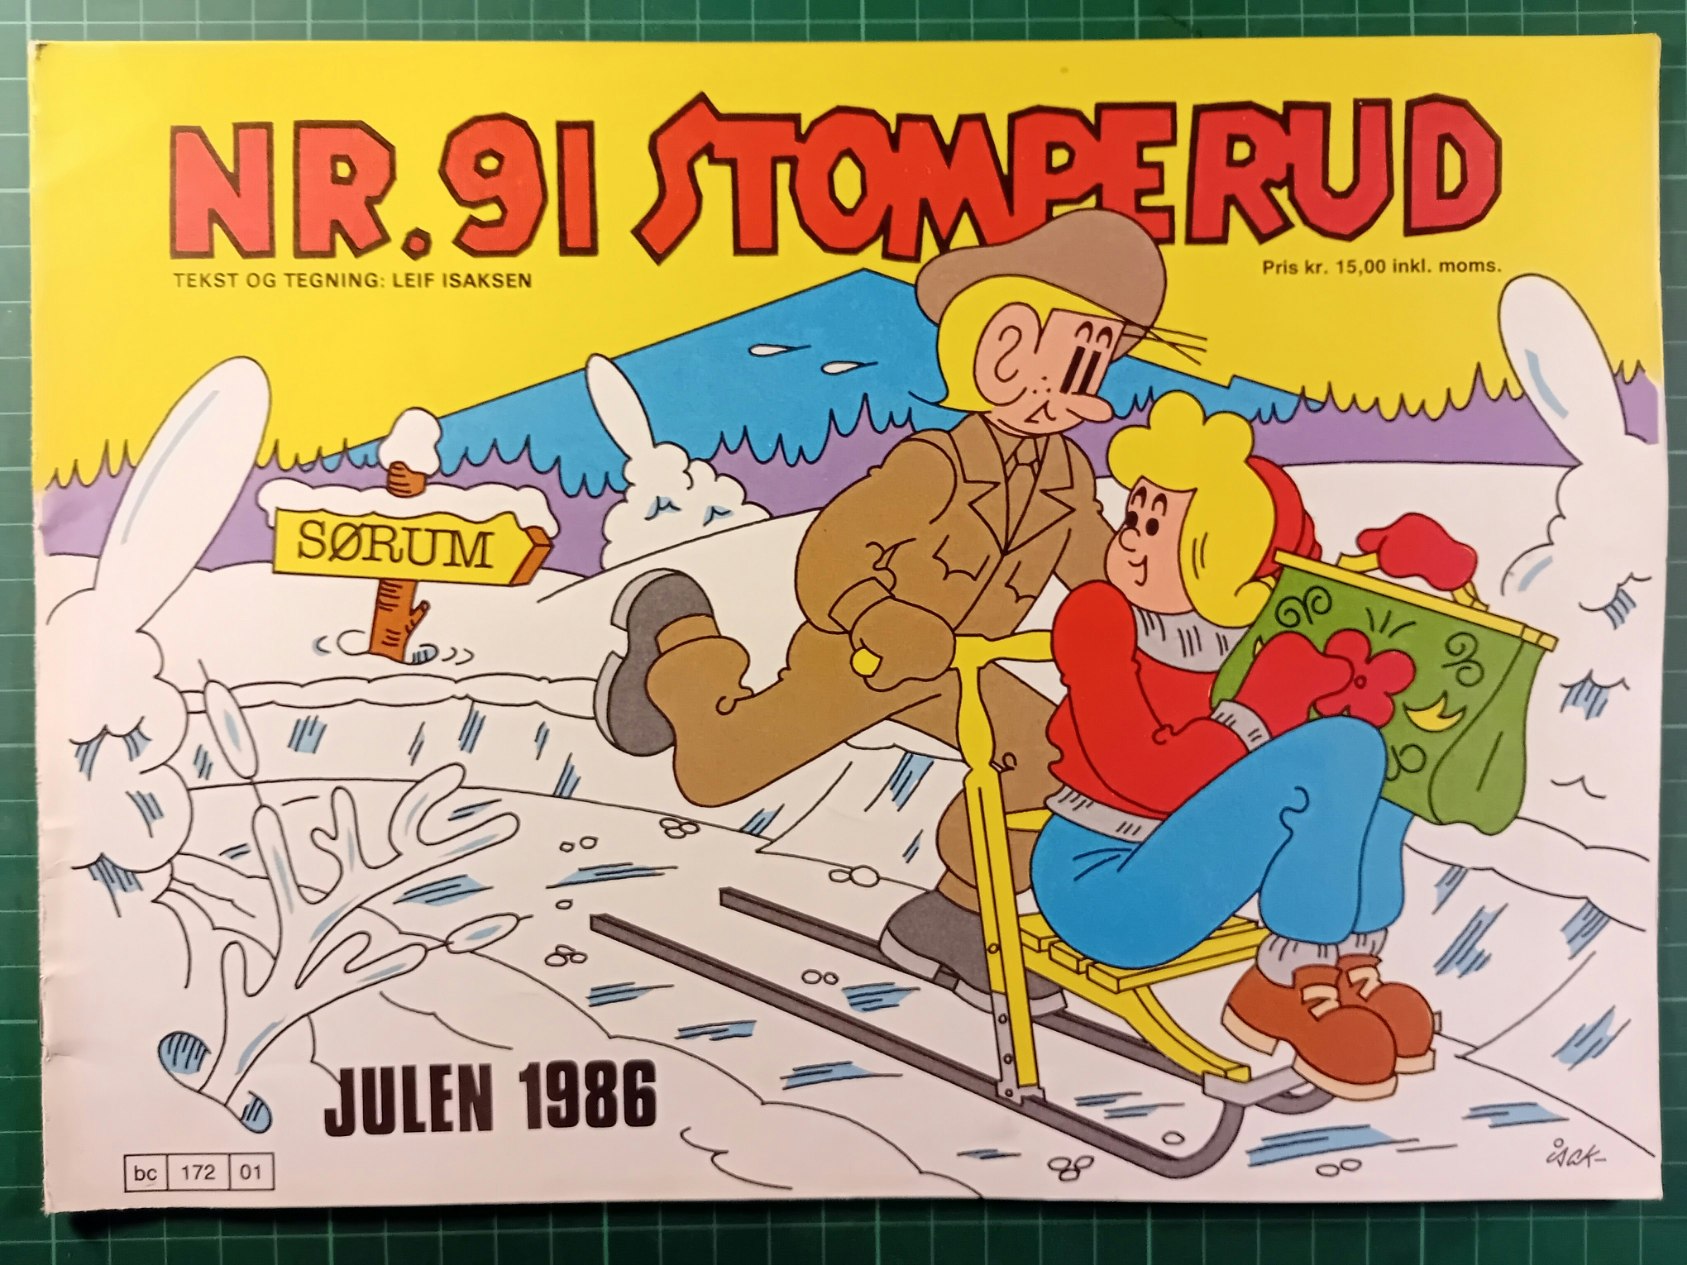 NR. 91 STOMPERUD
TEKST OG TEGNING: LEIF ISAKSEN
Pris kr. 15,00 inkl. moms.
SØRUM
JULEN 1986
bc 172 01
isak-